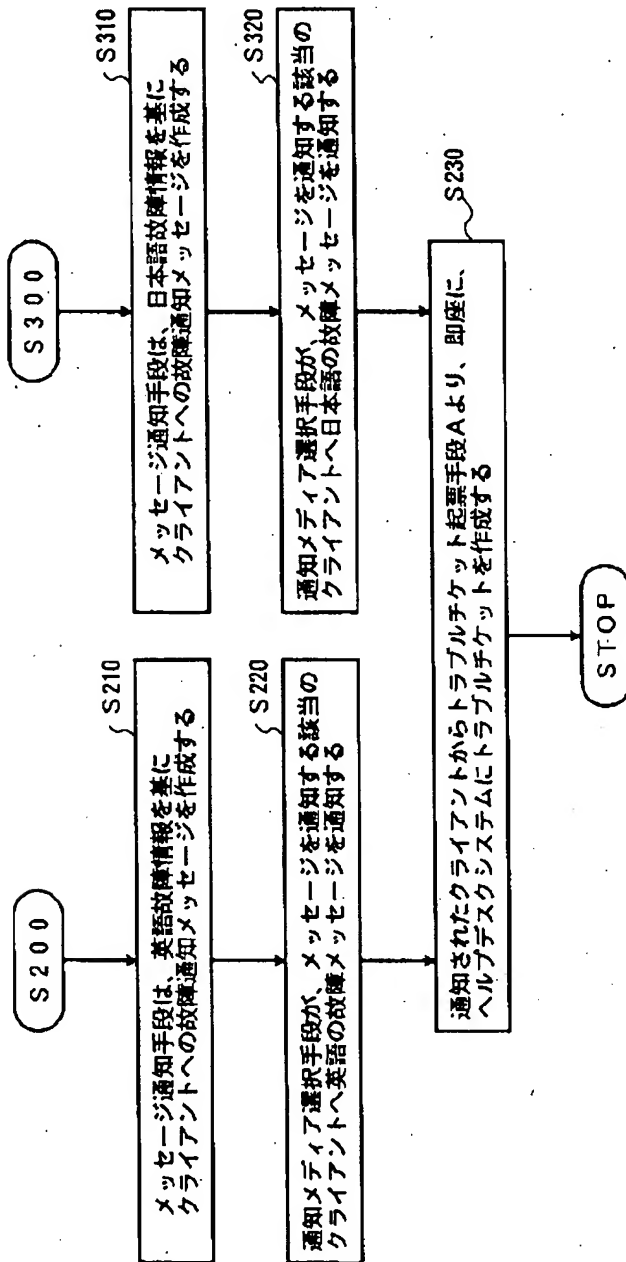 S200
S210
メッセージ通知手段は、英語故障情報を基に
クライアントへの故障通知メッセージを作成する
S220
通知メディア選択手段が、メッセージを通知する該当の
クライアントへ英語の故障メッセージを通知する
S300
S310
メッセージ通知手段は、日本語故障情報を基に
クライアントへの故障通知メッセージを作成する
S320
通知メディア選択手段が、メッセージを通知する該当の
クライアントへ日本語の故障メッセージを通知する
S230
通知されたクライアントからトラブルチケット起票手段Aより、即座に、
ヘルプデスクシステムにトラブルチケットを作成する
STOP